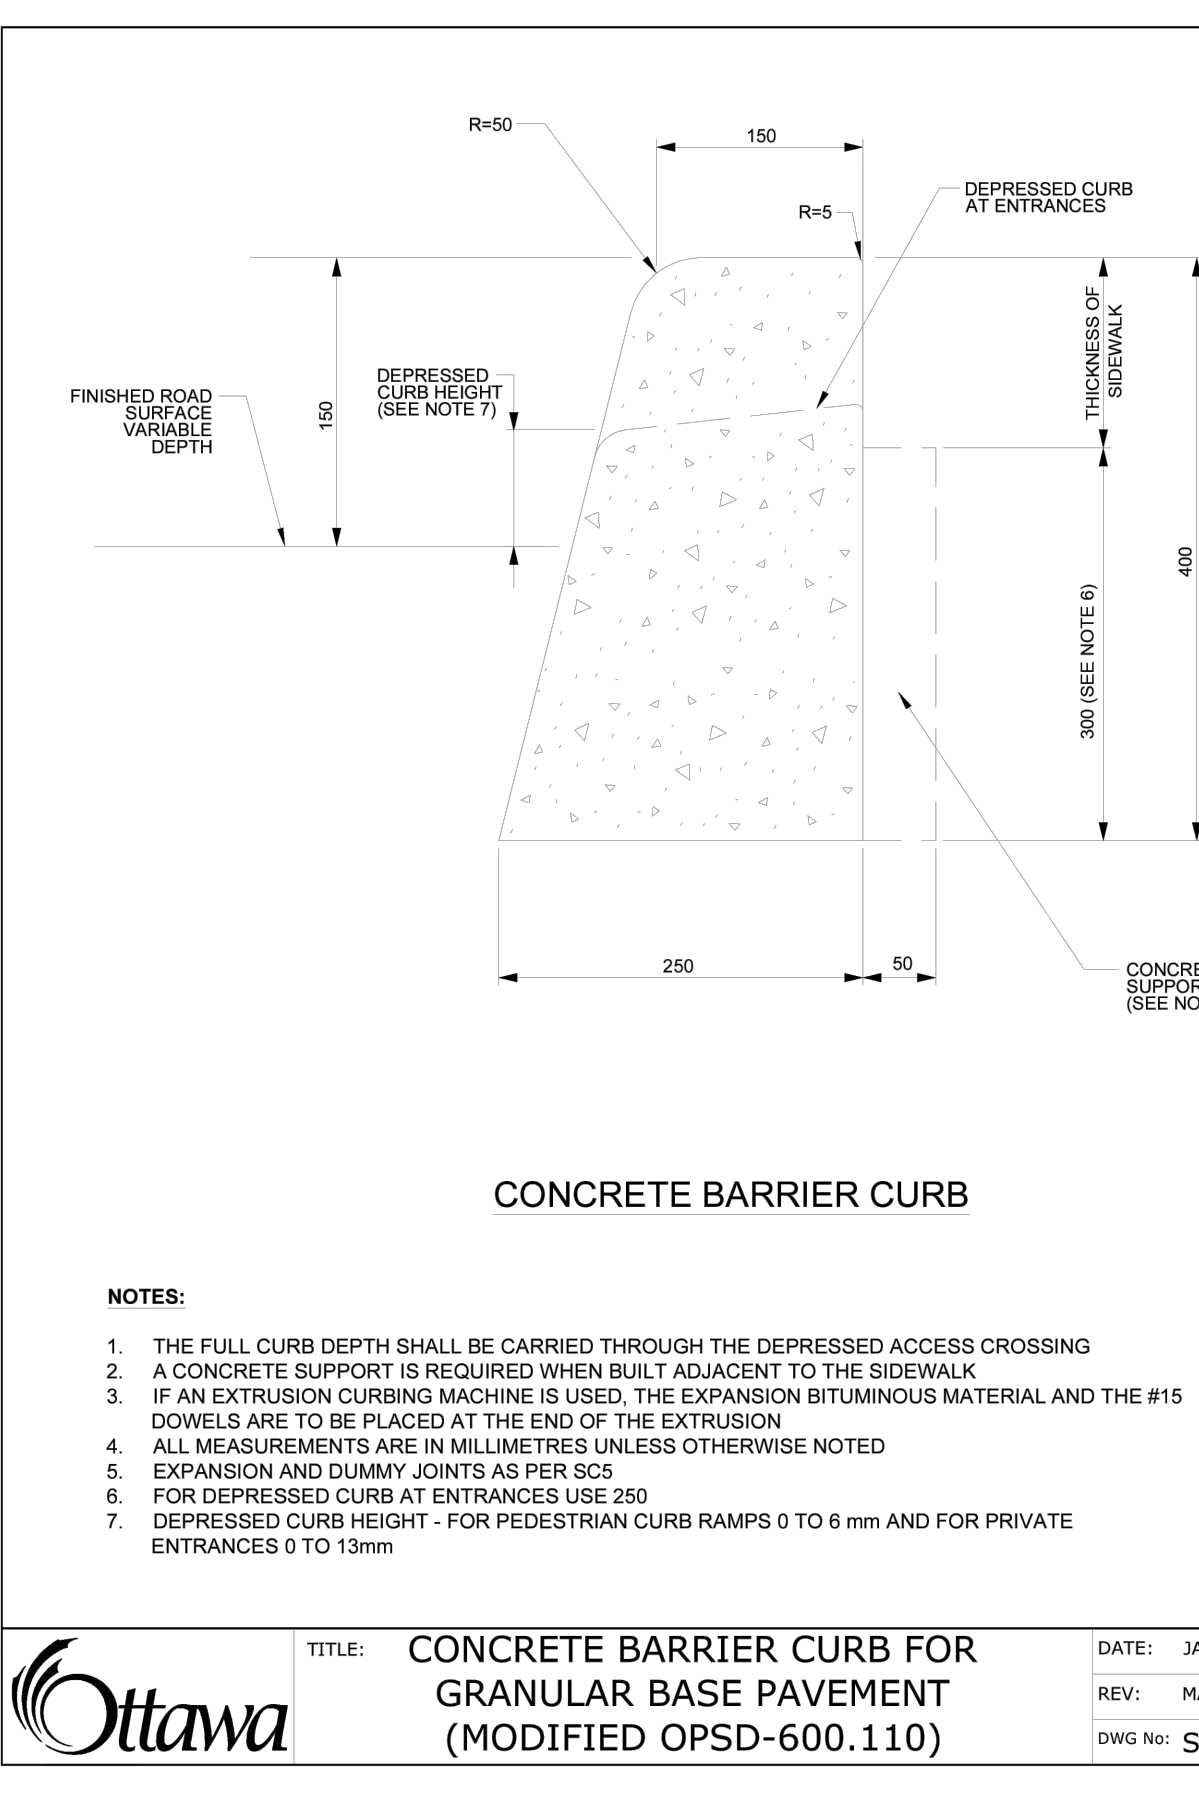 R=50
150
DEPRESSED CURB
AT ENTRANCES
R=5
THICKNESS OF
SIDEWALK
DEPRESSED
CURB HEIGHT
(SEE NOTE 7)
FINISHED ROAD
SURFACE
VARIABLE
DEPTH
150
400
300 (SEE NOTE 6)
250
50
(SEE
CONCRETE BARRIER CURB
NOTES:
1. THE FULL CURB DEPTH SHALL BE CARRIED THROUGH THE DEPRESSED ACCESS CROSSING
2. A CONCRETE SUPPORT IS REQUIRED WHEN BUILT ADJACENT TO THE SIDEWALK
3. IF AN EXTRUSION CURBING MACHINE IS USED, THE EXPANSION BITUMINOUS MATERIAL AND THE #15
DOWELS ARE TO BE PLACED AT THE END OF THE EXTRUSION
4. ALL MEASUREMENTS ARE IN MILLIMETRES UNLESS OTHERWISE NOTED
5. EXPANSION AND DUMMY JOINTS AS PER SC5
6. FOR DEPRESSED CURB AT ENTRANCES USE 250
7. DEPRESSED CURB HEIGHT - FOR PEDESTRIAN CURB RAMPS 0 TO 6 mm AND FOR PRIVATE
ENTRANCES 0 TO 13mm
Ottawa
TITLE:
CONCRETE BARRIER CURB FOR
GRANULAR BASE PAVEMENT
(MODIFIED OPSD-600.110)
DATE:
REV:
DWG No: